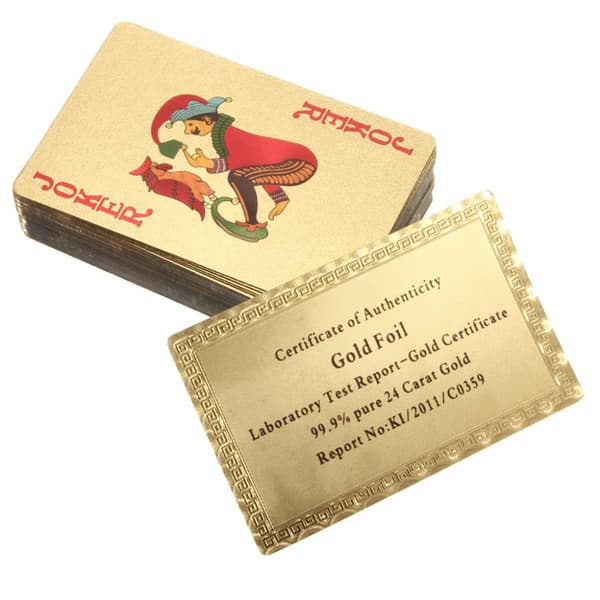 JOKER
JOKER
Certificate of Authenticity
Gold Foil
Laboratory Test Report-Gold Certificate
99.9% pure 24 Carat Gold
Report No:KI/2011/C0359